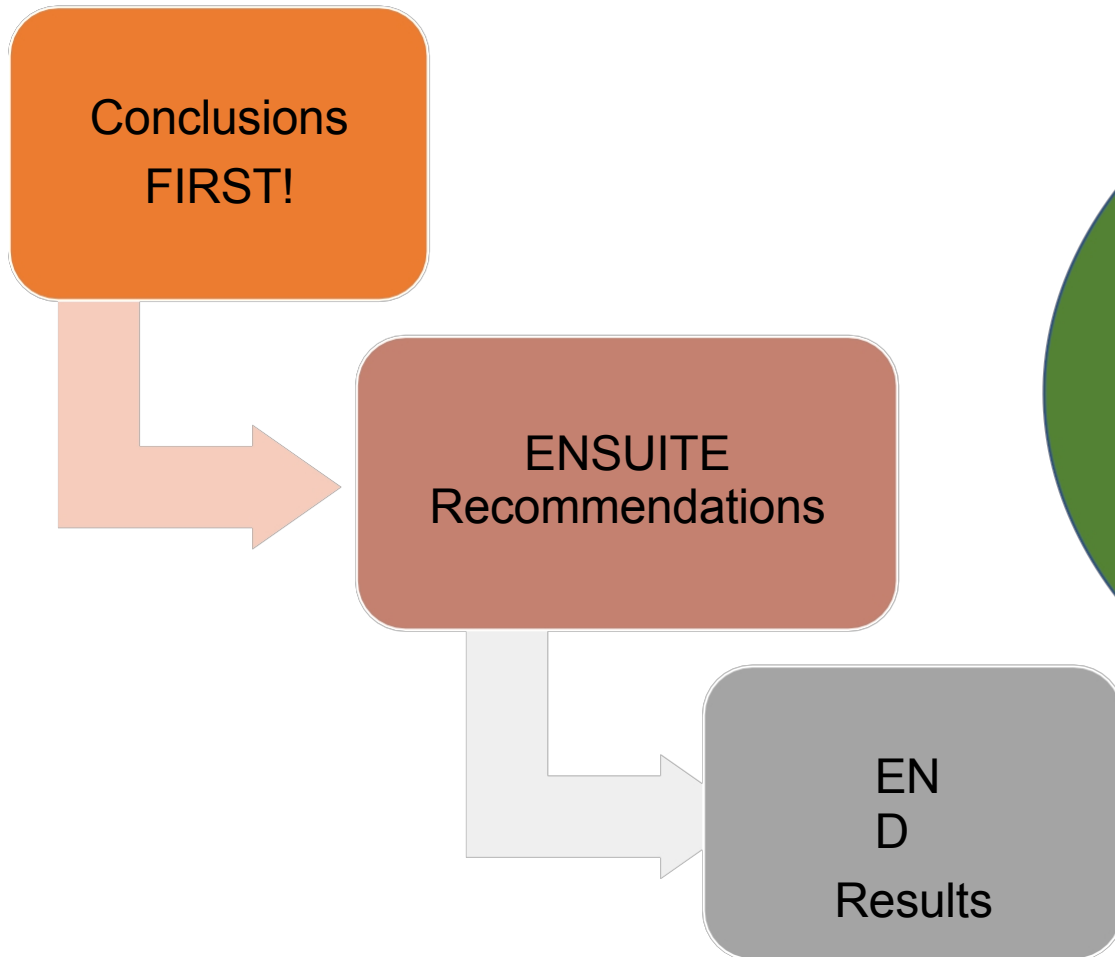 Conclusions
FIRST!
ENSUITE
Recommendations
EN
D
Results